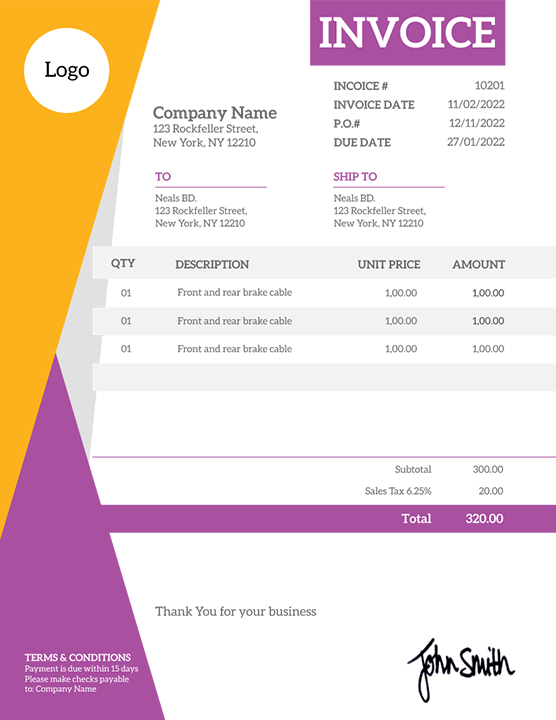 INVOICE
Logo
INCOICE # 10201
INVOICE DATE 11/02/2022
P.O.# 12/11/2022
DUE DATE 27/01/2022
Company Name
123 Rockfeller Street,
New York, NY 12210
TO
Neals BD.
123 Rockfeller Street,
New York, NY 12210
SHIP TO
Neals BD.
123 Rockfeller Street,
New York, NY 12210
QTY DESCRIPTION UNIT PRICE AMOUNT
01 Front and rear brake cable 1,00.00 1,00.00
01 Front and rear brake cable 1,00.00 1,00.00
01 Front and rear brake cable 1,00.00 1,00.00
Subtotal 300.00
Sales Tax 6.25% 20.00
Total 320.00
Thank You for your business
TERMS & CONDITIONS
Payment is due within 15 days
Please make checks payable
to: Company Name
John Smith